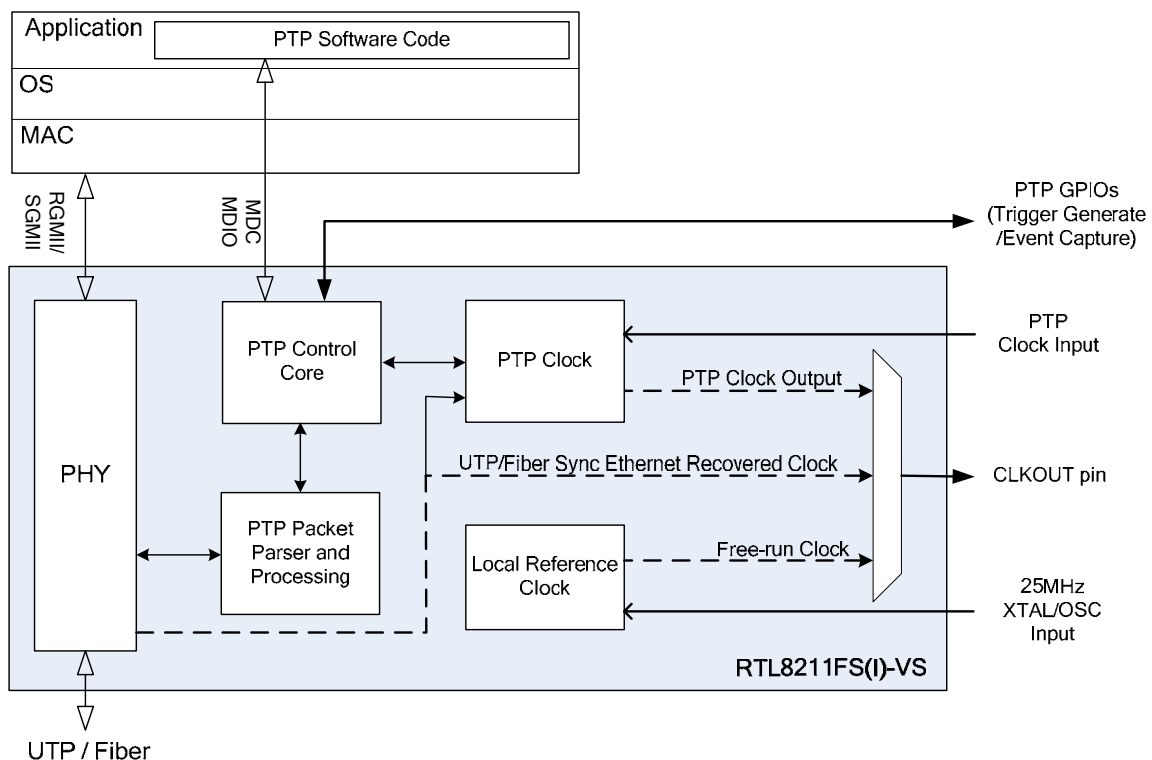 Application
PTP Software Code
OS
MAC
RGMII/
SGMII
MDC
MDIO
PTP GPIOs
(Trigger Generate
/Event Capture)
PHY
PTP Control
Core
PTP Clock
PTP
Clock Input
PTP Clock Output
UTP/Fiber Sync Ethernet Recovered Clock
CLKOUT pin
PTP Packet
Parser and
Processing
Local Reference
Clock
Free-run Clock
25MHz
XTAL/OSC
Input
RTL8211FS(I)-VS
UTP / Fiber